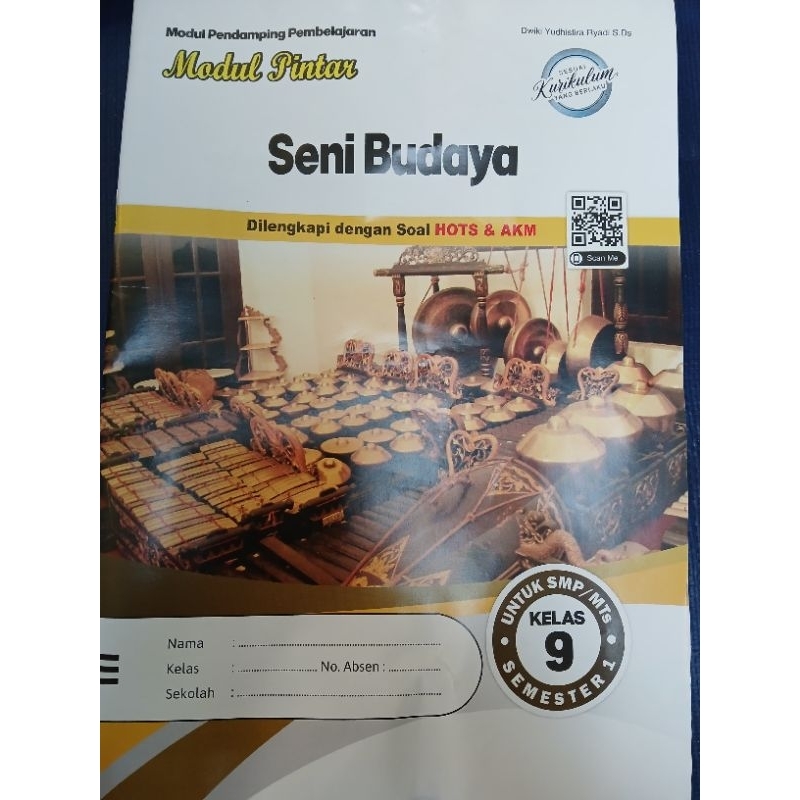 Modul Pendamping Pembelajaran
Dwiki Yudhistira Ryadi S.Ds
Modul Pintar
SESUAI
Kurikulum
YANG BERLAKU
Seni Budaya
Dilengkapi dengan Soal HOTS & AKM
Scan Me
UNTUK SMP/MTs
KELAS
9
SEMESTER 1
Nama :
Kelas : No. Absen :
Sekolah :